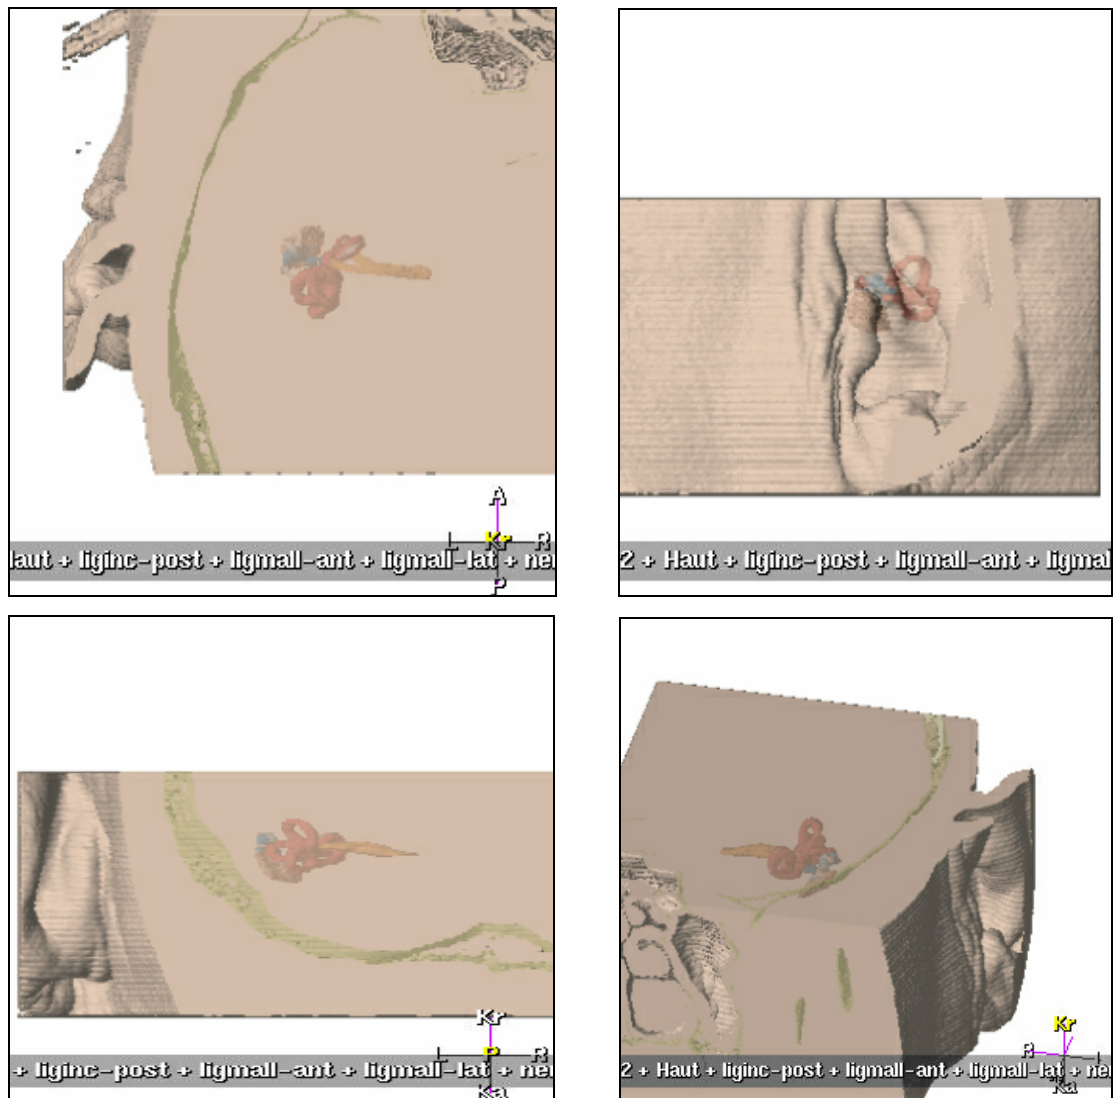 A
L Kr R
Haut + liginc-post + ligmall-ant + ligmall-lat + ne
P
2 + Haut + liginc-post + ligmall-ant + ligmal
Kr
L P R
+ liginc-post + ligmall-ant + ligmall-lat + ne
Ka
Kr
R L
2 + Haut + liginc-post + ligmall-ant + ligmall-lat + ne
Ka